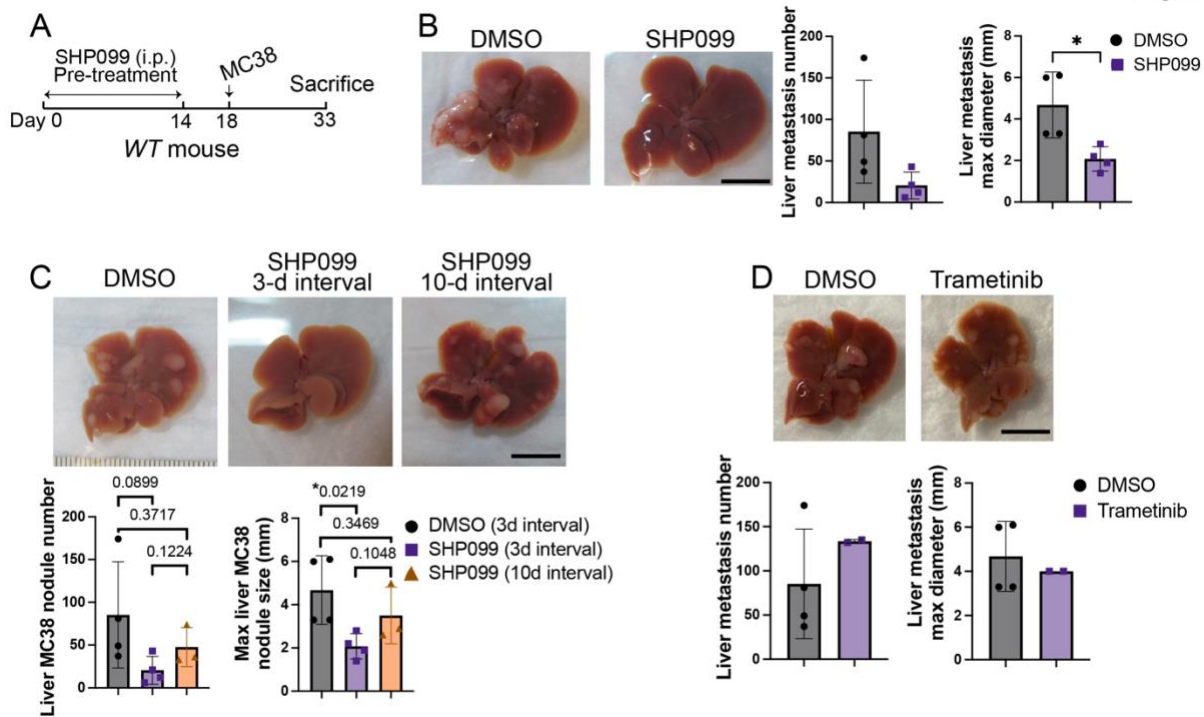 A
SHP099 (i.p.)
Pre-treatment
MC38
Sacrifice
Day 0 14 18 33
WT mouse
B
DMSO SHP099
Liver metastasis number
200
150
100
50
0
Liver metastasis
max diameter (mm)
8
6
4
2
0
*
DMSO
SHP099
C
DMSO
SHP099
3-d interval
SHP099
10-d interval
Liver MC38 nodule number
200
150
100
50
0
0.0899
0.3717
0.1224
Max liver MC38
nodule size (mm)
8
6
4
2
0
*0.0219
0.3469
0.1048
DMSO (3d interval)
SHP099 (3d interval)
SHP099 (10d interval)
D
DMSO Trametinib
Liver metastasis number
200
150
100
50
0
Liver metastasis
max diameter (mm)
8
6
4
2
0
DMSO
Trametinib